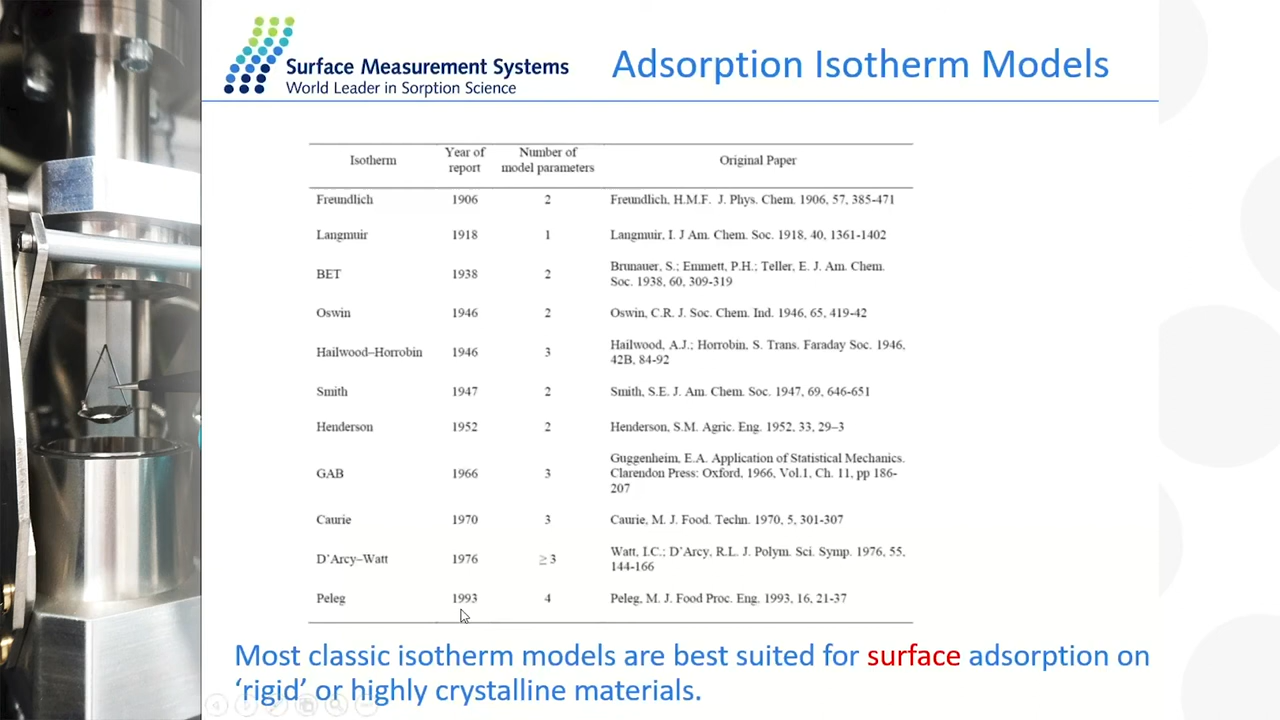 Surface Measurement Systems
World Leader in Sorption Science
Adsorption Isotherm Models
Isotherm Year of report Number of model parameters Original Paper
Freundlich 1906 2 Freundlich, H.M.F. J. Phys. Chem. 1906, 57, 385-471
Langmuir 1918 1 Langmuir, I. J Am. Chem. Soc. 1918, 40, 1361-1402
BET 1938 2 Brunauer, S.; Emmett, P.H.; Teller, E. J. Am. Chem.
Soc. 1938, 60, 309-319
Oswin 1946 2 Oswin, C.R. J. Soc. Chem. Ind. 1946, 65, 419-42
Hailwood–Horrobin 1946 3 Hailwood, A.J.; Horrobin, S. Trans. Faraday Soc. 1946,
42B, 84-92
Smith 1947 2 Smith, S.E. J. Am. Chem. Soc. 1947, 69, 646-651
Henderson 1952 2 Henderson, S.M. Agric. Eng. 1952, 33, 29–3
GAB 1966 3 Guggenheim, E.A. Application of Statistical Mechanics.
Clarendon Press: Oxford, 1966, Vol.1, Ch. 11, pp 186-
207
Caurie 1970 3 Caurie, M. J. Food. Techn. 1970, 5, 301-307
D'Arcy–Watt 1976 ≥ 3 Watt, I.C.; D'Arcy, R.L. J. Polym. Sci. Symp. 1976, 55,
144-166
Peleg 1993 4 Peleg, M. J. Food Proc. Eng. 1993, 16, 21-37
Most classic isotherm models are best suited for surface adsorption on
‘rigid’ or highly crystalline materials.